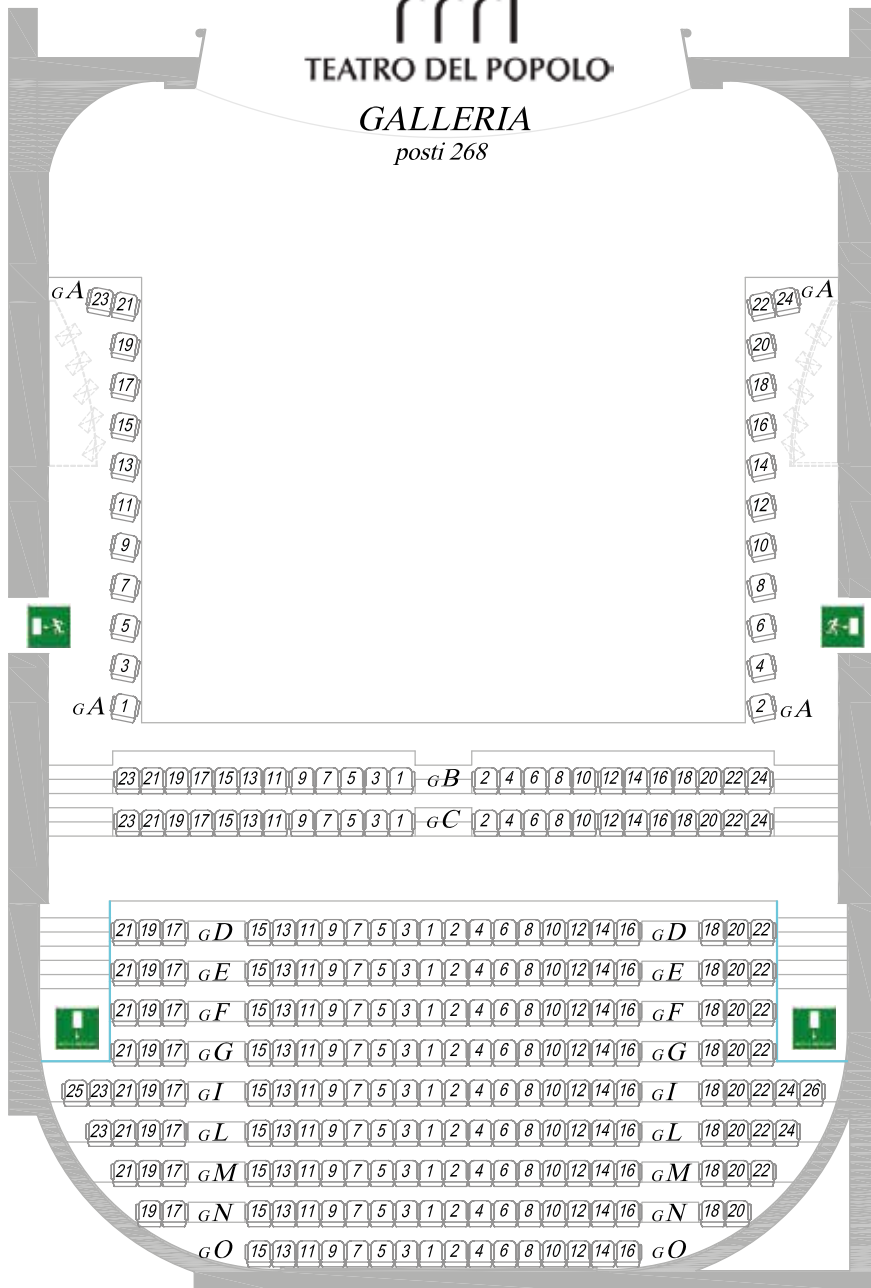 TEATRO DEL POPOLO
GALLERIA
posti 268
GA 23 21 22 24 GA
19 20
17 18
15 16
13 14
11 12
9 10
7 8
5 6
3 4
GA 1 2 GA
23 21 19 17 15 13 11 9 7 5 3 1 GB 2 4 6 8 10 12 14 16 18 20 22 24
23 21 19 17 15 13 11 9 7 5 3 1 GC 2 4 6 8 10 12 14 16 18 20 22 24
21 19 17 GD 15 13 11 9 7 5 3 1 2 4 6 8 10 12 14 16 GD 18 20 22
21 19 17 GE 15 13 11 9 7 5 3 1 2 4 6 8 10 12 14 16 GE 18 20 22
21 19 17 GF 15 13 11 9 7 5 3 1 2 4 6 8 10 12 14 16 GF 18 20 22
21 19 17 GG 15 13 11 9 7 5 3 1 2 4 6 8 10 12 14 16 GG 18 20 22
25 23 21 19 17 GI 15 13 11 9 7 5 3 1 2 4 6 8 10 12 14 16 GI 18 20 22 24 26
23 21 19 17 GL 15 13 11 9 7 5 3 1 2 4 6 8 10 12 14 16 GL 18 20 22 24
21 19 17 GM 15 13 11 9 7 5 3 1 2 4 6 8 10 12 14 16 GM 18 20 22
19 17 GN 15 13 11 9 7 5 3 1 2 4 6 8 10 12 14 16 GN 18 20
GO 15 13 11 9 7 5 3 1 2 4 6 8 10 12 14 16 GO